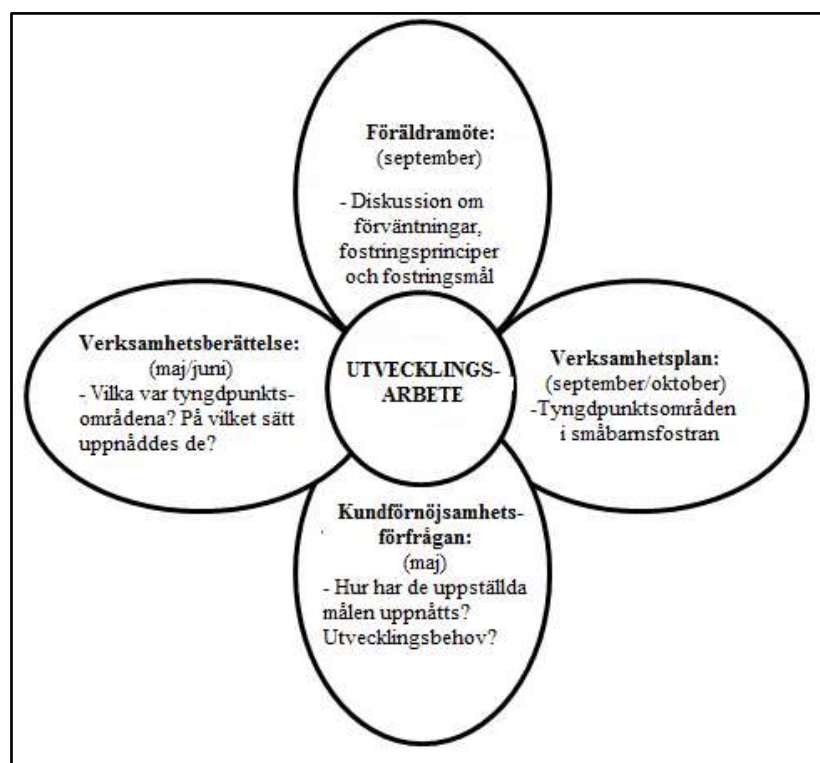 Föräldramöte:
(september)
- Diskussion om
förväntningar,
fostringsprinciper
och fostringsmål
Verksamhetsberättelse:
(maj/juni)
- Vilka var tyngdpunkts-
områdena? På vilket sätt
uppnåddes de?
UTVECKLINGS-
ARBETE
Verksamhetsplan:
(september/oktober)
-Tyngdpunktsområden
i småbarnsfostran
Kundförnöjsamhets-
förfrågan:
(maj)
- Hur har de uppställda
målen uppnåtts?
Utvecklingsbehov?